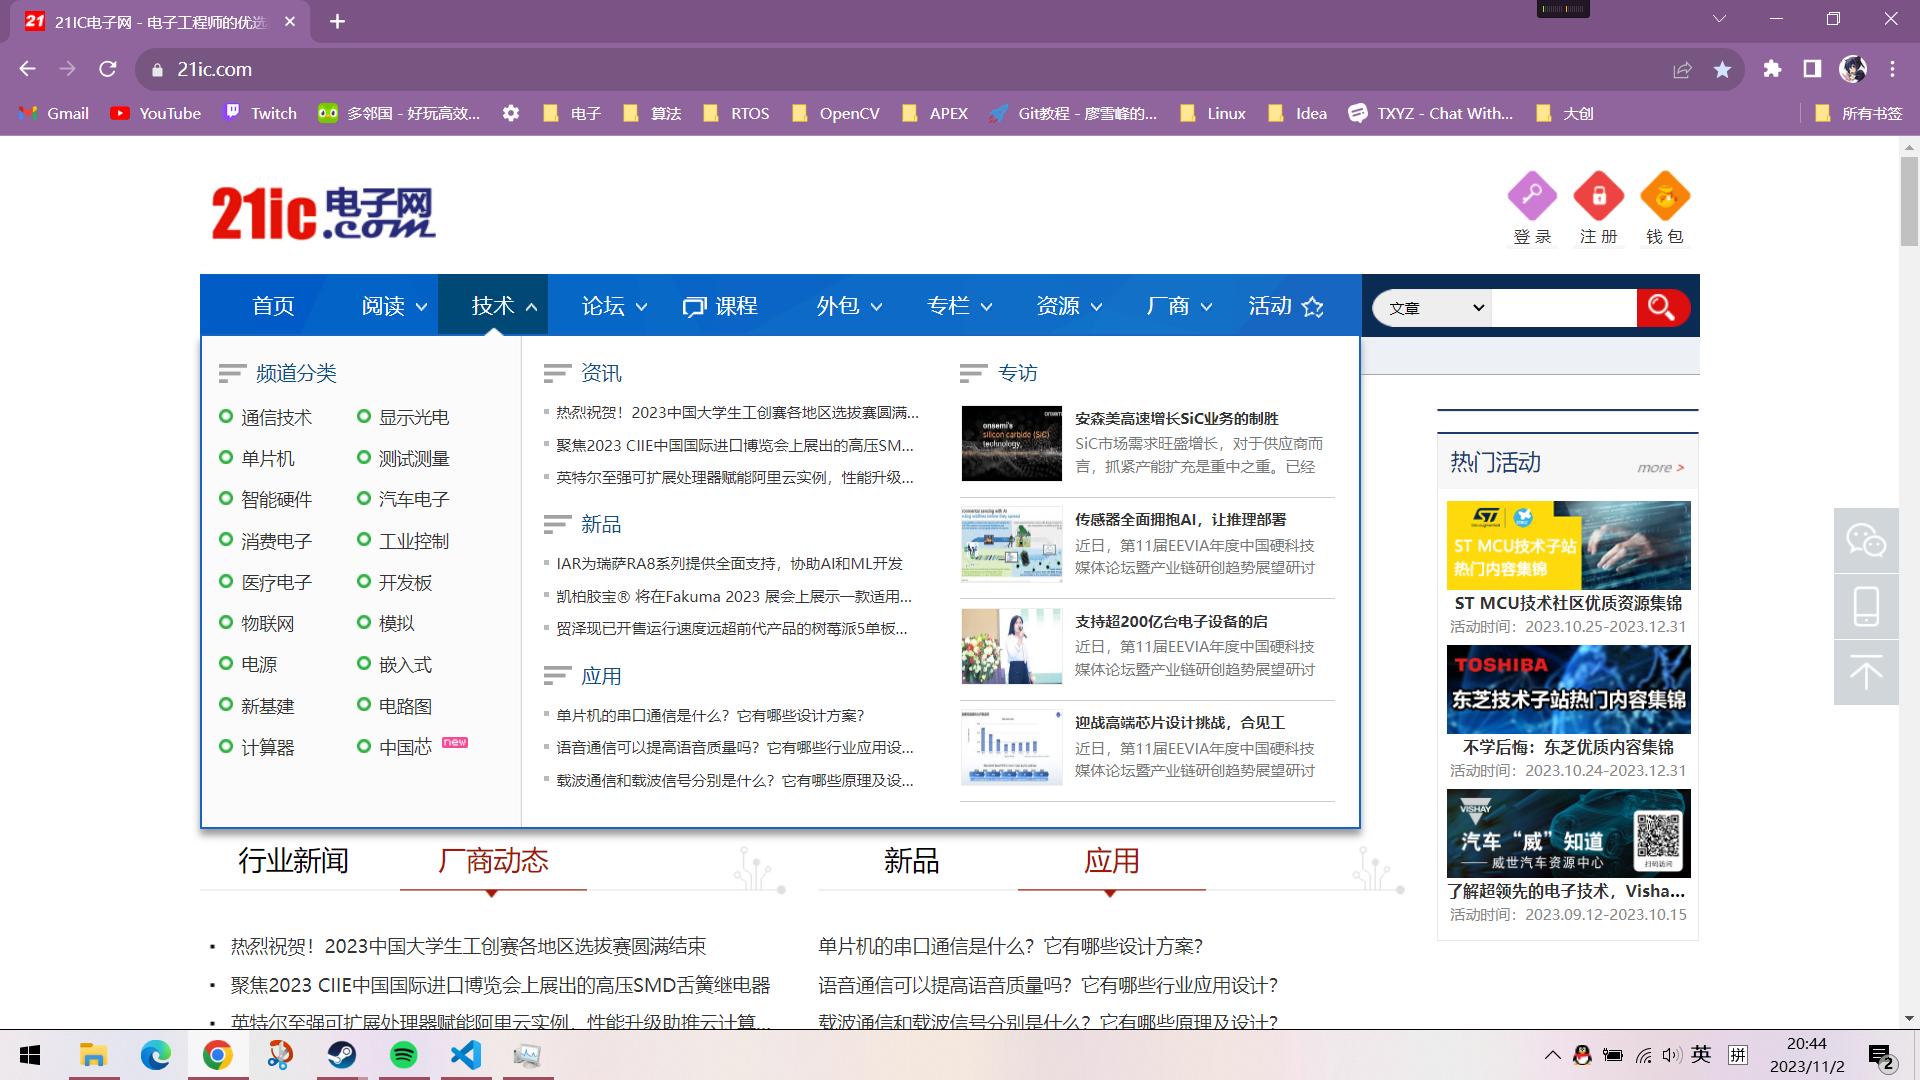 21IC电子网 - 电子工程师的优选
21ic.com
Gmail
YouTube
Twitch
多邻国 - 好玩高效...
电子
算法
RTOS
OpenCV
APEX
Git教程 - 廖雪峰的...
Linux
Idea
TXYZ - Chat With...
大创
所有书签
21ic电子网.com
登 录
注 册
钱 包
首页
阅读
技术
论坛
课程
外包
专栏
资源
厂商
活动
文章
频道分类
通信技术
显示光电
单片机
测试测量
智能硬件
汽车电子
消费电子
工业控制
医疗电子
开发板
物联网
模拟
电源
嵌入式
新基建
电路图
计算器
中国芯 new
资讯
热烈祝贺！2023中国大学生工创赛各地区选拔赛圆满...
聚焦2023 CIIE中国国际进口博览会上展出的高压SM...
英特尔至强可扩展处理器赋能阿里云实例，性能升级...
新品
IAR为瑞萨RA8系列提供全面支持，协助AI和ML开发
凯柏胶宝® 将在Fakuma 2023 展会上展示一款适用...
贸泽现已开售运行速度远超前代产品的树莓派5单板...
应用
单片机的串口通信是什么？它有哪些设计方案？
语音通信可以提高语音质量吗？它有哪些行业应用设...
载波通信和载波信号分别是什么？它有哪些原理及设...
专访
onsemi's
silicon carbide (SiC)
technology.
安森美高速增长SiC业务的制胜
SiC市场需求旺盛增长，对于供应商而
言，抓紧产能扩充是重中之重。已经
传感器全面拥抱AI，让推理部署
近日，第11届EEVIA年度中国硬科技
媒体论坛暨产业链研创趋势展望研讨
支持超200亿台电子设备的启
近日，第11届EEVIA年度中国硬科技
媒体论坛暨产业链研创趋势展望研讨
迎战高端芯片设计挑战，合见工
近日，第11届EEVIA年度中国硬科技
媒体论坛暨产业链研创趋势展望研讨
热门活动
more >
ST MCU技术子站
热门内容集锦
ST MCU技术社区优质资源集锦
活动时间：2023.10.25-2023.12.31
TOSHIBA
东芝技术子站热门内容集锦
不学后悔：东芝优质内容集锦
活动时间：2023.10.24-2023.12.31
VISHAY
汽车“威”知道
—— 威世汽车资源中心
扫码访问
了解超领先的电子技术，Visha...
活动时间：2023.09.12-2023.10.15
行业新闻
厂商动态
新品
应用
热烈祝贺！2023中国大学生工创赛各地区选拔赛圆满结束
聚焦2023 CIIE中国国际进口博览会上展出的高压SMD舌簧继电器
英特尔至强可扩展处理器赋能阿里云实例，性能升级助推云计算...
单片机的串口通信是什么？它有哪些设计方案？
语音通信可以提高语音质量吗？它有哪些行业应用设计？
载波通信和载波信号分别是什么？它有哪些原理及设计？
英
拼
20:44
2023/11/2
2